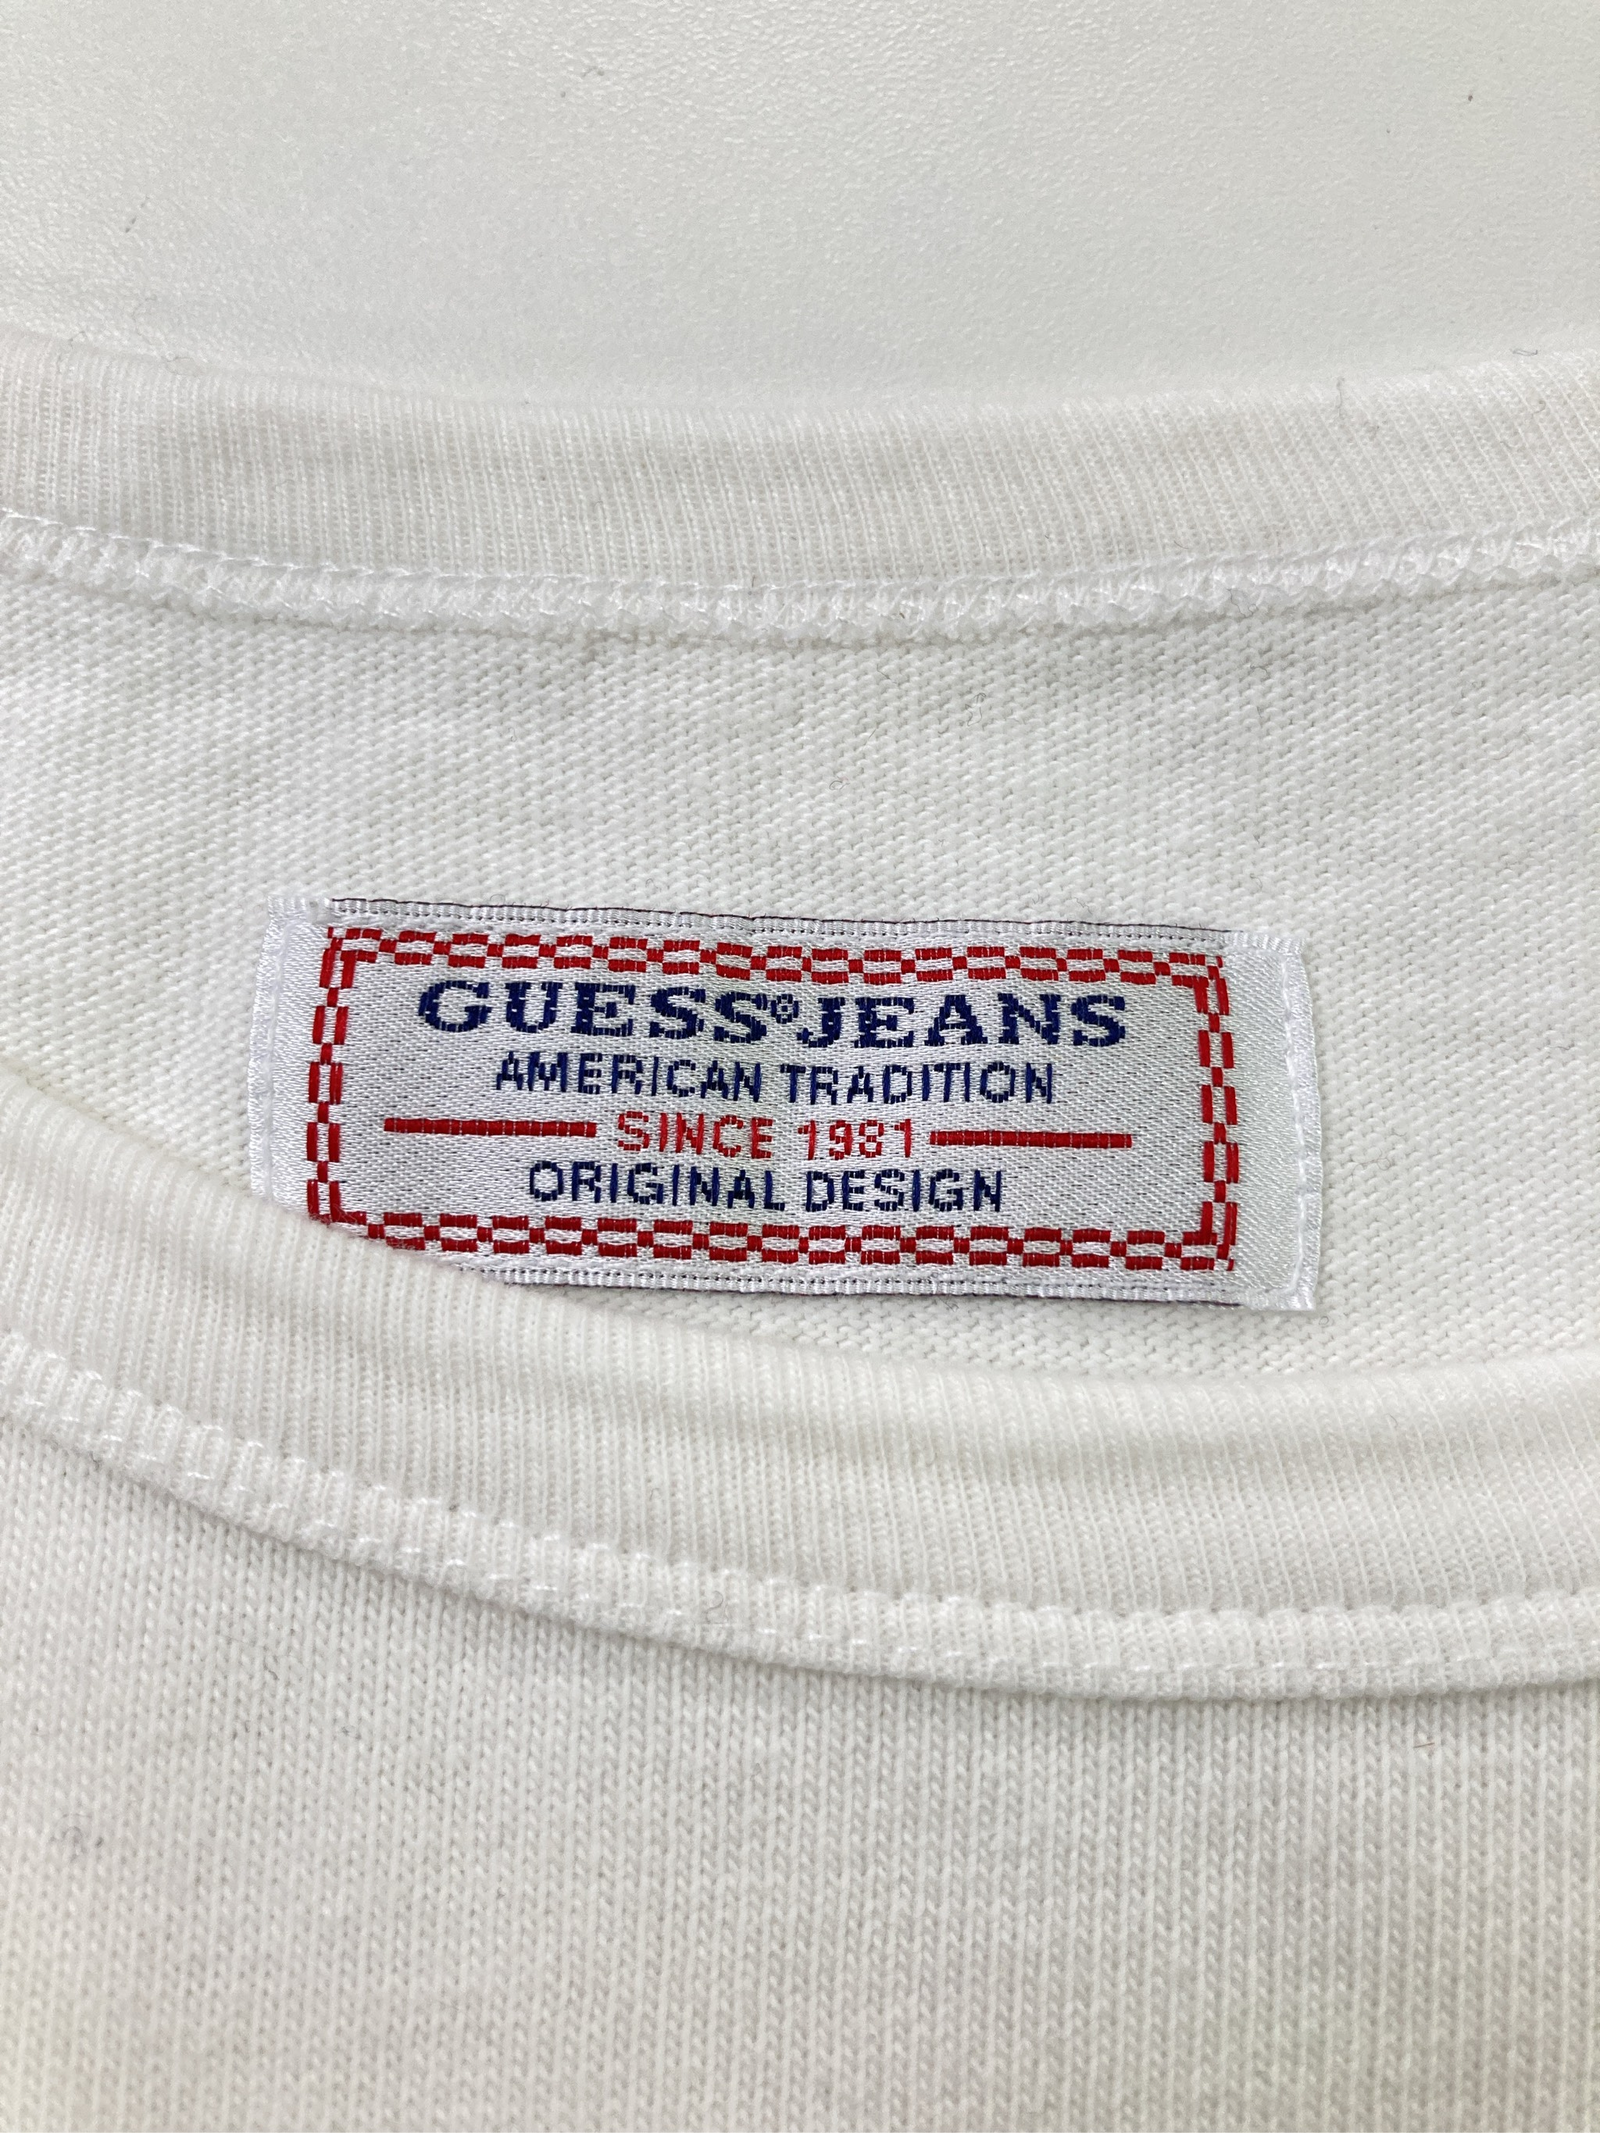 GUESS®JEANS
AMERICAN TRADITION
SINCE 1981
ORIGINAL DESIGN